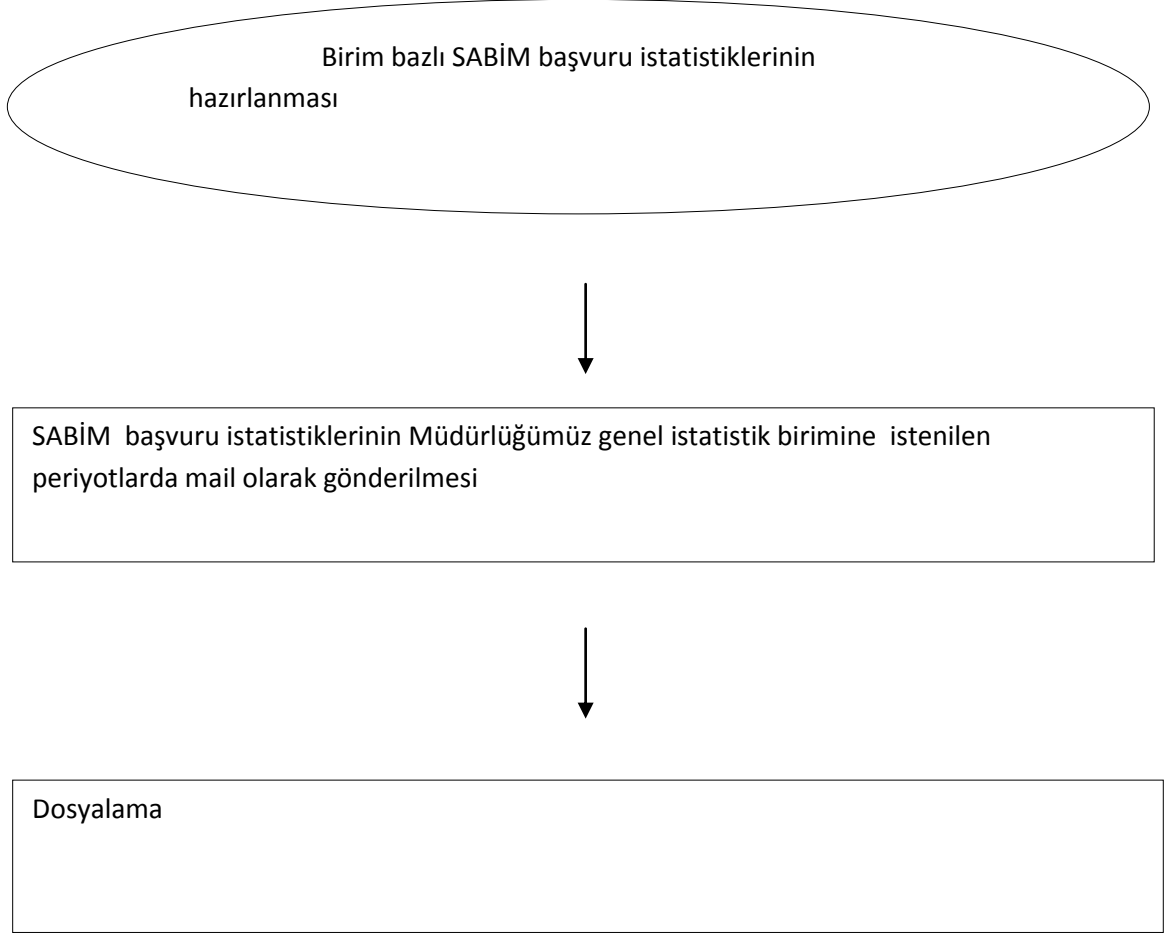 Birim bazlı SABİM başvuru istatistiklerinin
hazırlanması
SABİM  başvuru istatistiklerinin Müdürlüğümüz genel istatistik birimine  istenilen
periyotlarda mail olarak gönderilmesi
Dosyalama